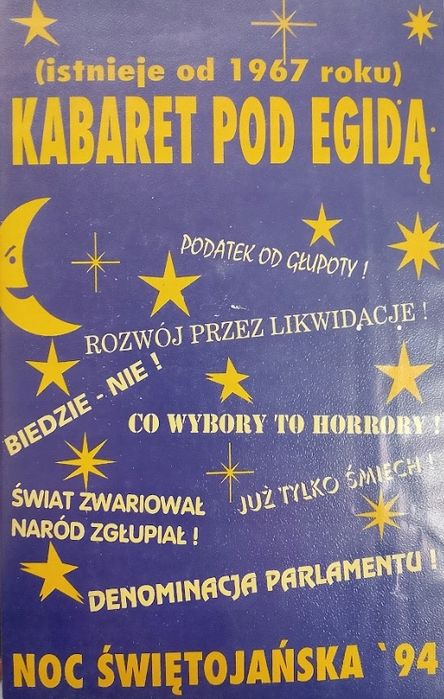 (istnieje od 1967 roku)
KABARET POD EGIDĄ
PODATEK OD GŁUPOTY !
ROZWÓJ PRZEZ LIKWIDACJE !
BIEDZIE - NIE !
CO WYBORY TO HORRORY !
JUŻ TYLKO ŚMIECH !
ŚWIAT ZWARIOWAŁ
NARÓD ZGŁUPIAŁ !
DENOMINACJA PARLAMENTU !
NOC ŚWIĘTOJAŃSKA `94